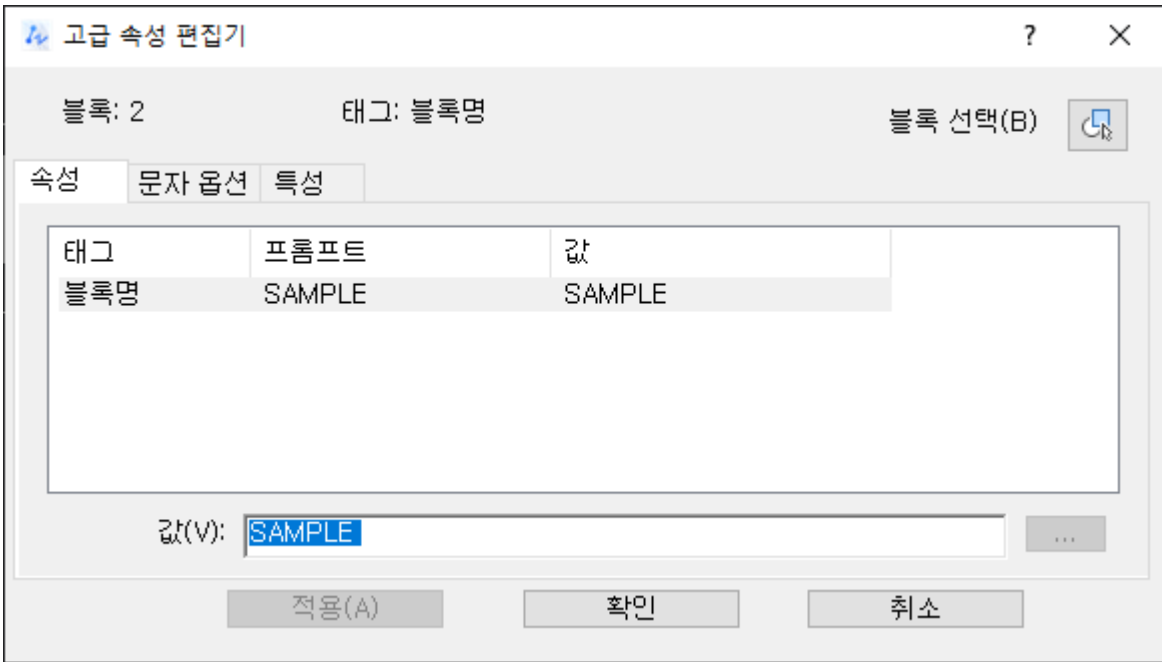 고급 속성 편집기
블록: 2 태그: 블록명 블록 선택(B)
속성 문자 옵션 특성
태그 프롬프트 값
블록명 SAMPLE SAMPLE
값(V): SAMPLE ...
적용(A) 확인 취소